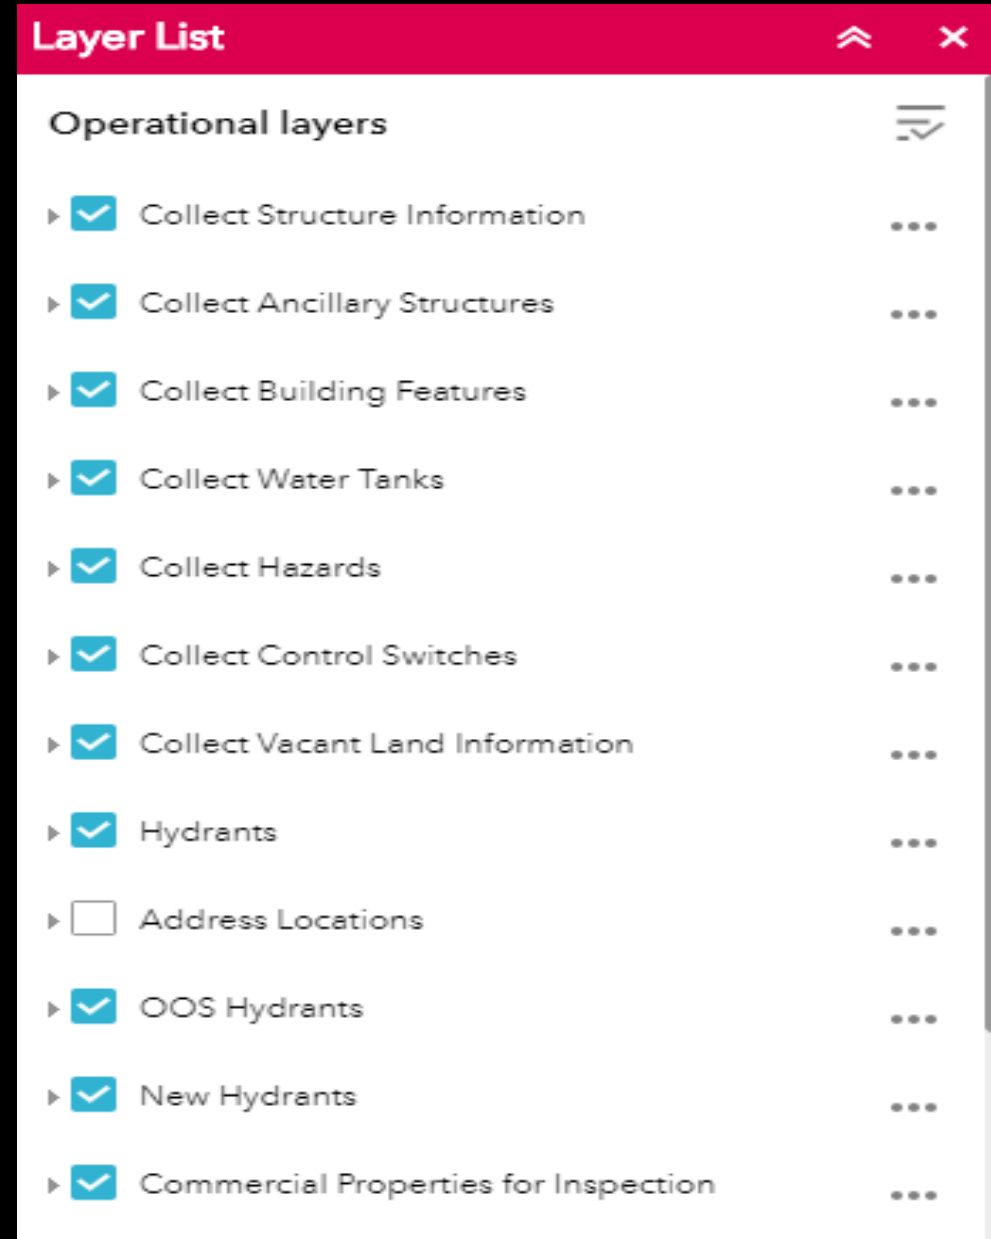 Layer List
Operational layers
Collect Structure Information
Collect Ancillary Structures
Collect Building Features
Collect Water Tanks
Collect Hazards
Collect Control Switches
Collect Vacant Land Information
Hydrants
Address Locations
OOS Hydrants
New Hydrants
Commercial Properties for Inspection